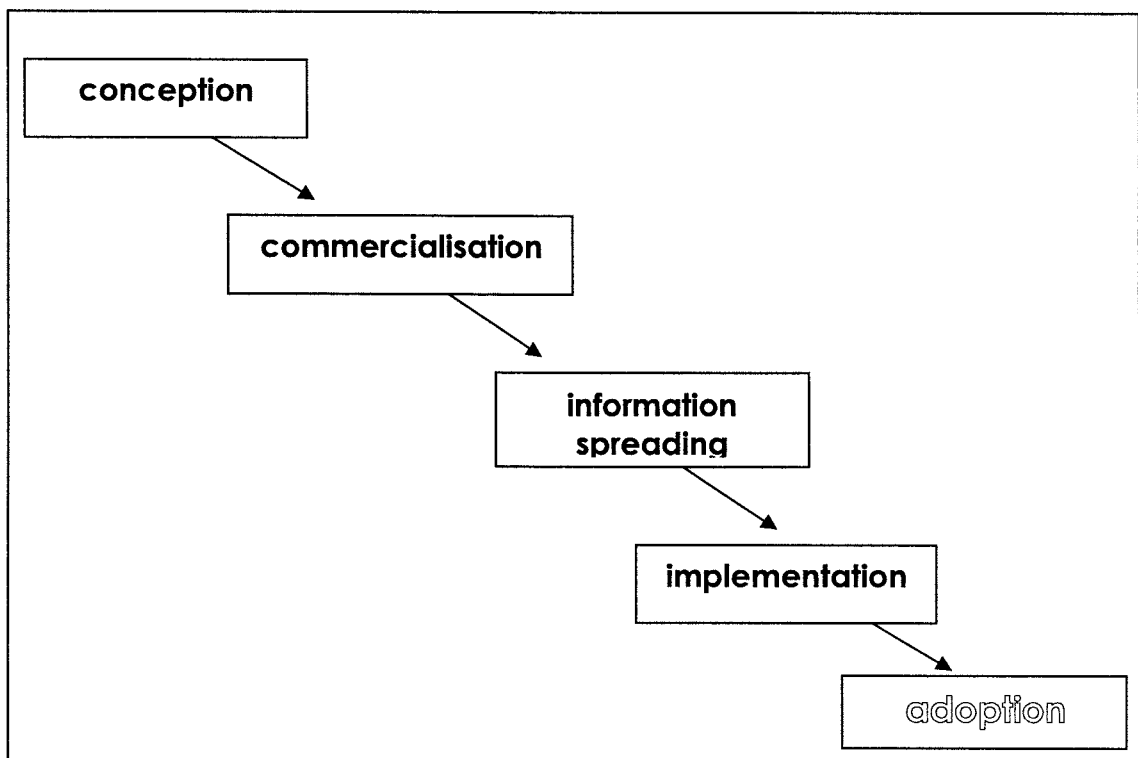 conception
commercialisation
information
spreading
implementation
adoption